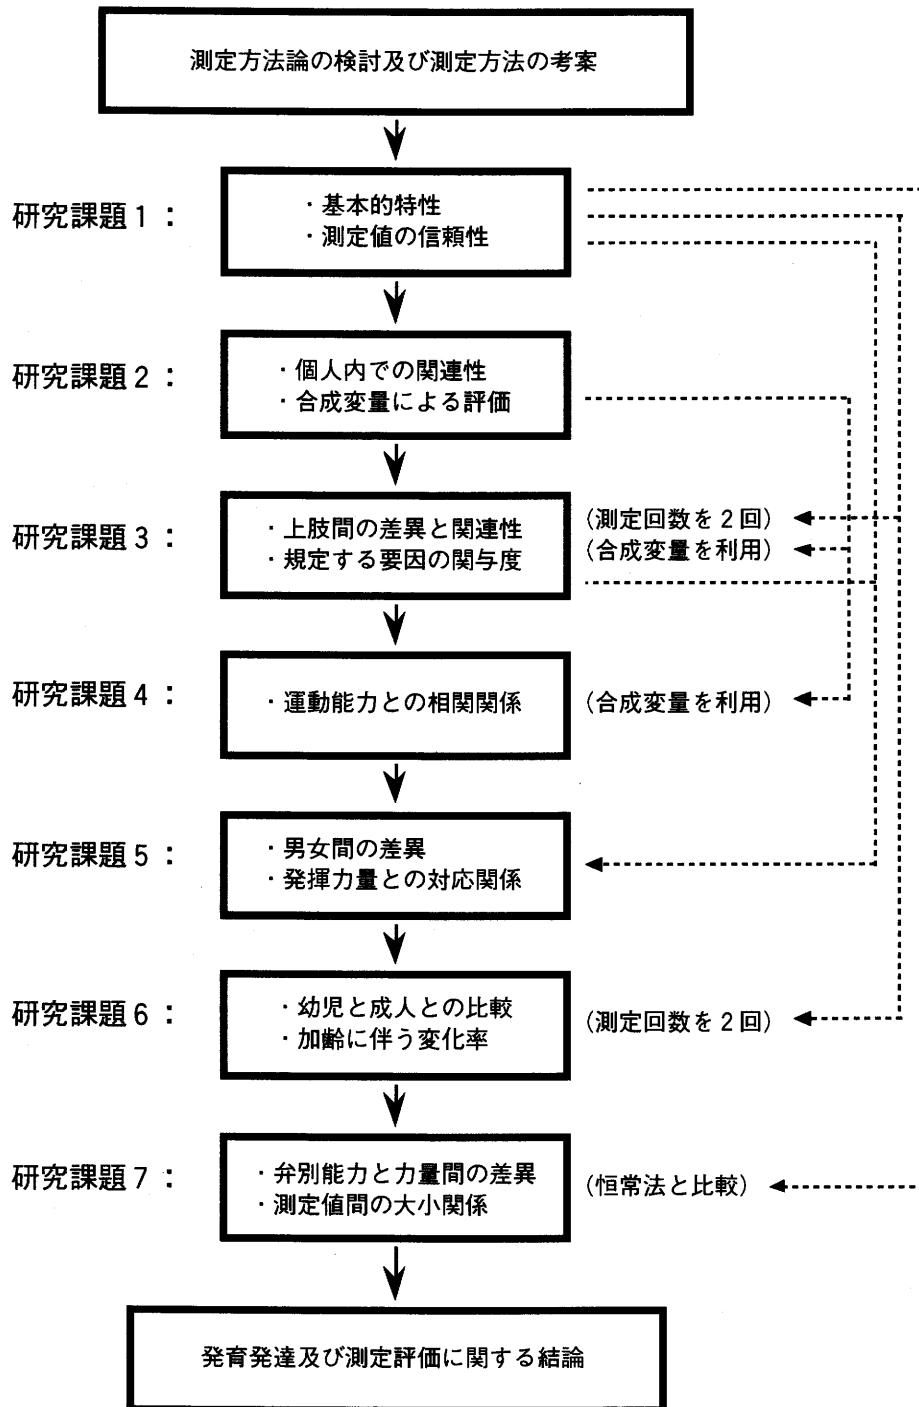 測定方法論の検討及び測定方法の考案
研究課題1：
・基本的特性
・測定値の信頼性
研究課題2：
・個人内での関連性
・合成変量による評価
研究課題3：
・上肢間の差異と関連性
・規定する要因の関与度
(測定回数を2回)
(合成変量を利用)
研究課題4：
・運動能力との相関関係
(合成変量を利用)
研究課題5：
・男女間の差異
・発揮力量との対応関係
研究課題6：
・幼児と成人との比較
・加齢に伴う変化率
(測定回数を2回)
研究課題7：
・弁別能力と力量間の差異
・測定値間の大小関係
(恒常法と比較)
発育発達及び測定評価に関する結論